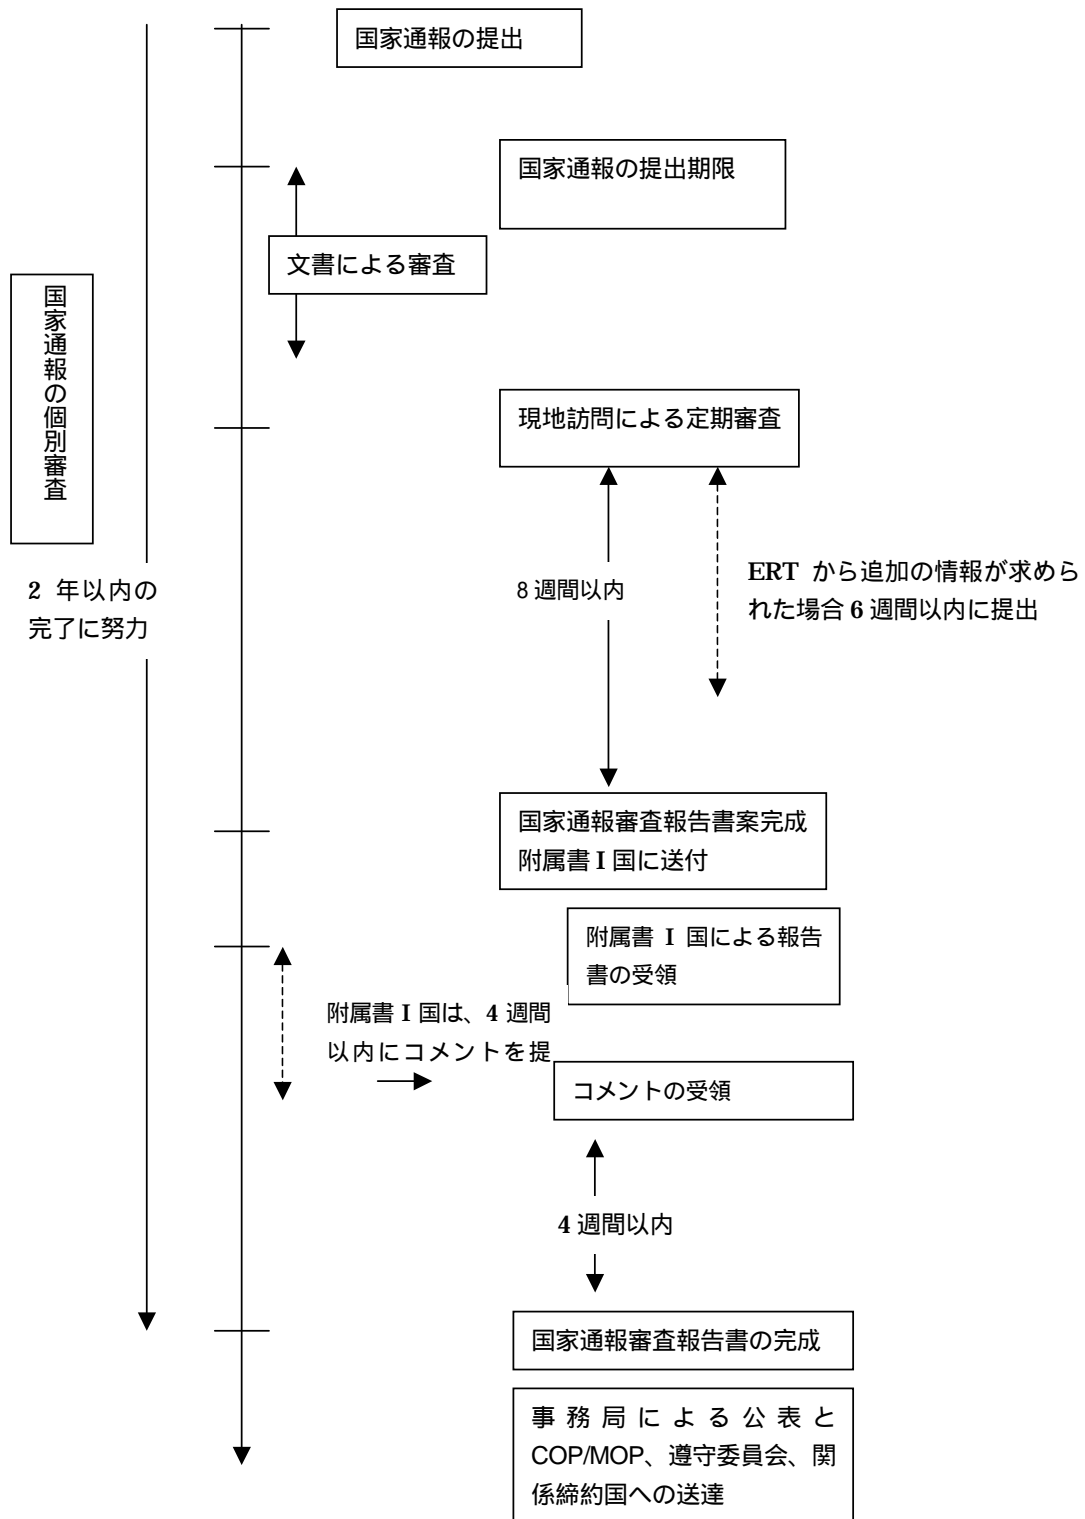 国家通報の提出
国家通報の提出期限
文書による審査
国家通報の個別審査
現地訪問による定期審査
2 年以内の
完了に努力
8 週間以内
ERT から追加の情報が求めら
れた場合 6 週間以内に提出
国家通報審査報告書案完成
附属書 I 国に送付
附属書 I 国による報告
書の受領
附属書 I 国は、4 週間
以内にコメントを提
コメントの受領
4 週間以内
国家通報審査報告書の完成
事務局による公表と
COP/MOP、遵守委員会、関
係締約国への送達